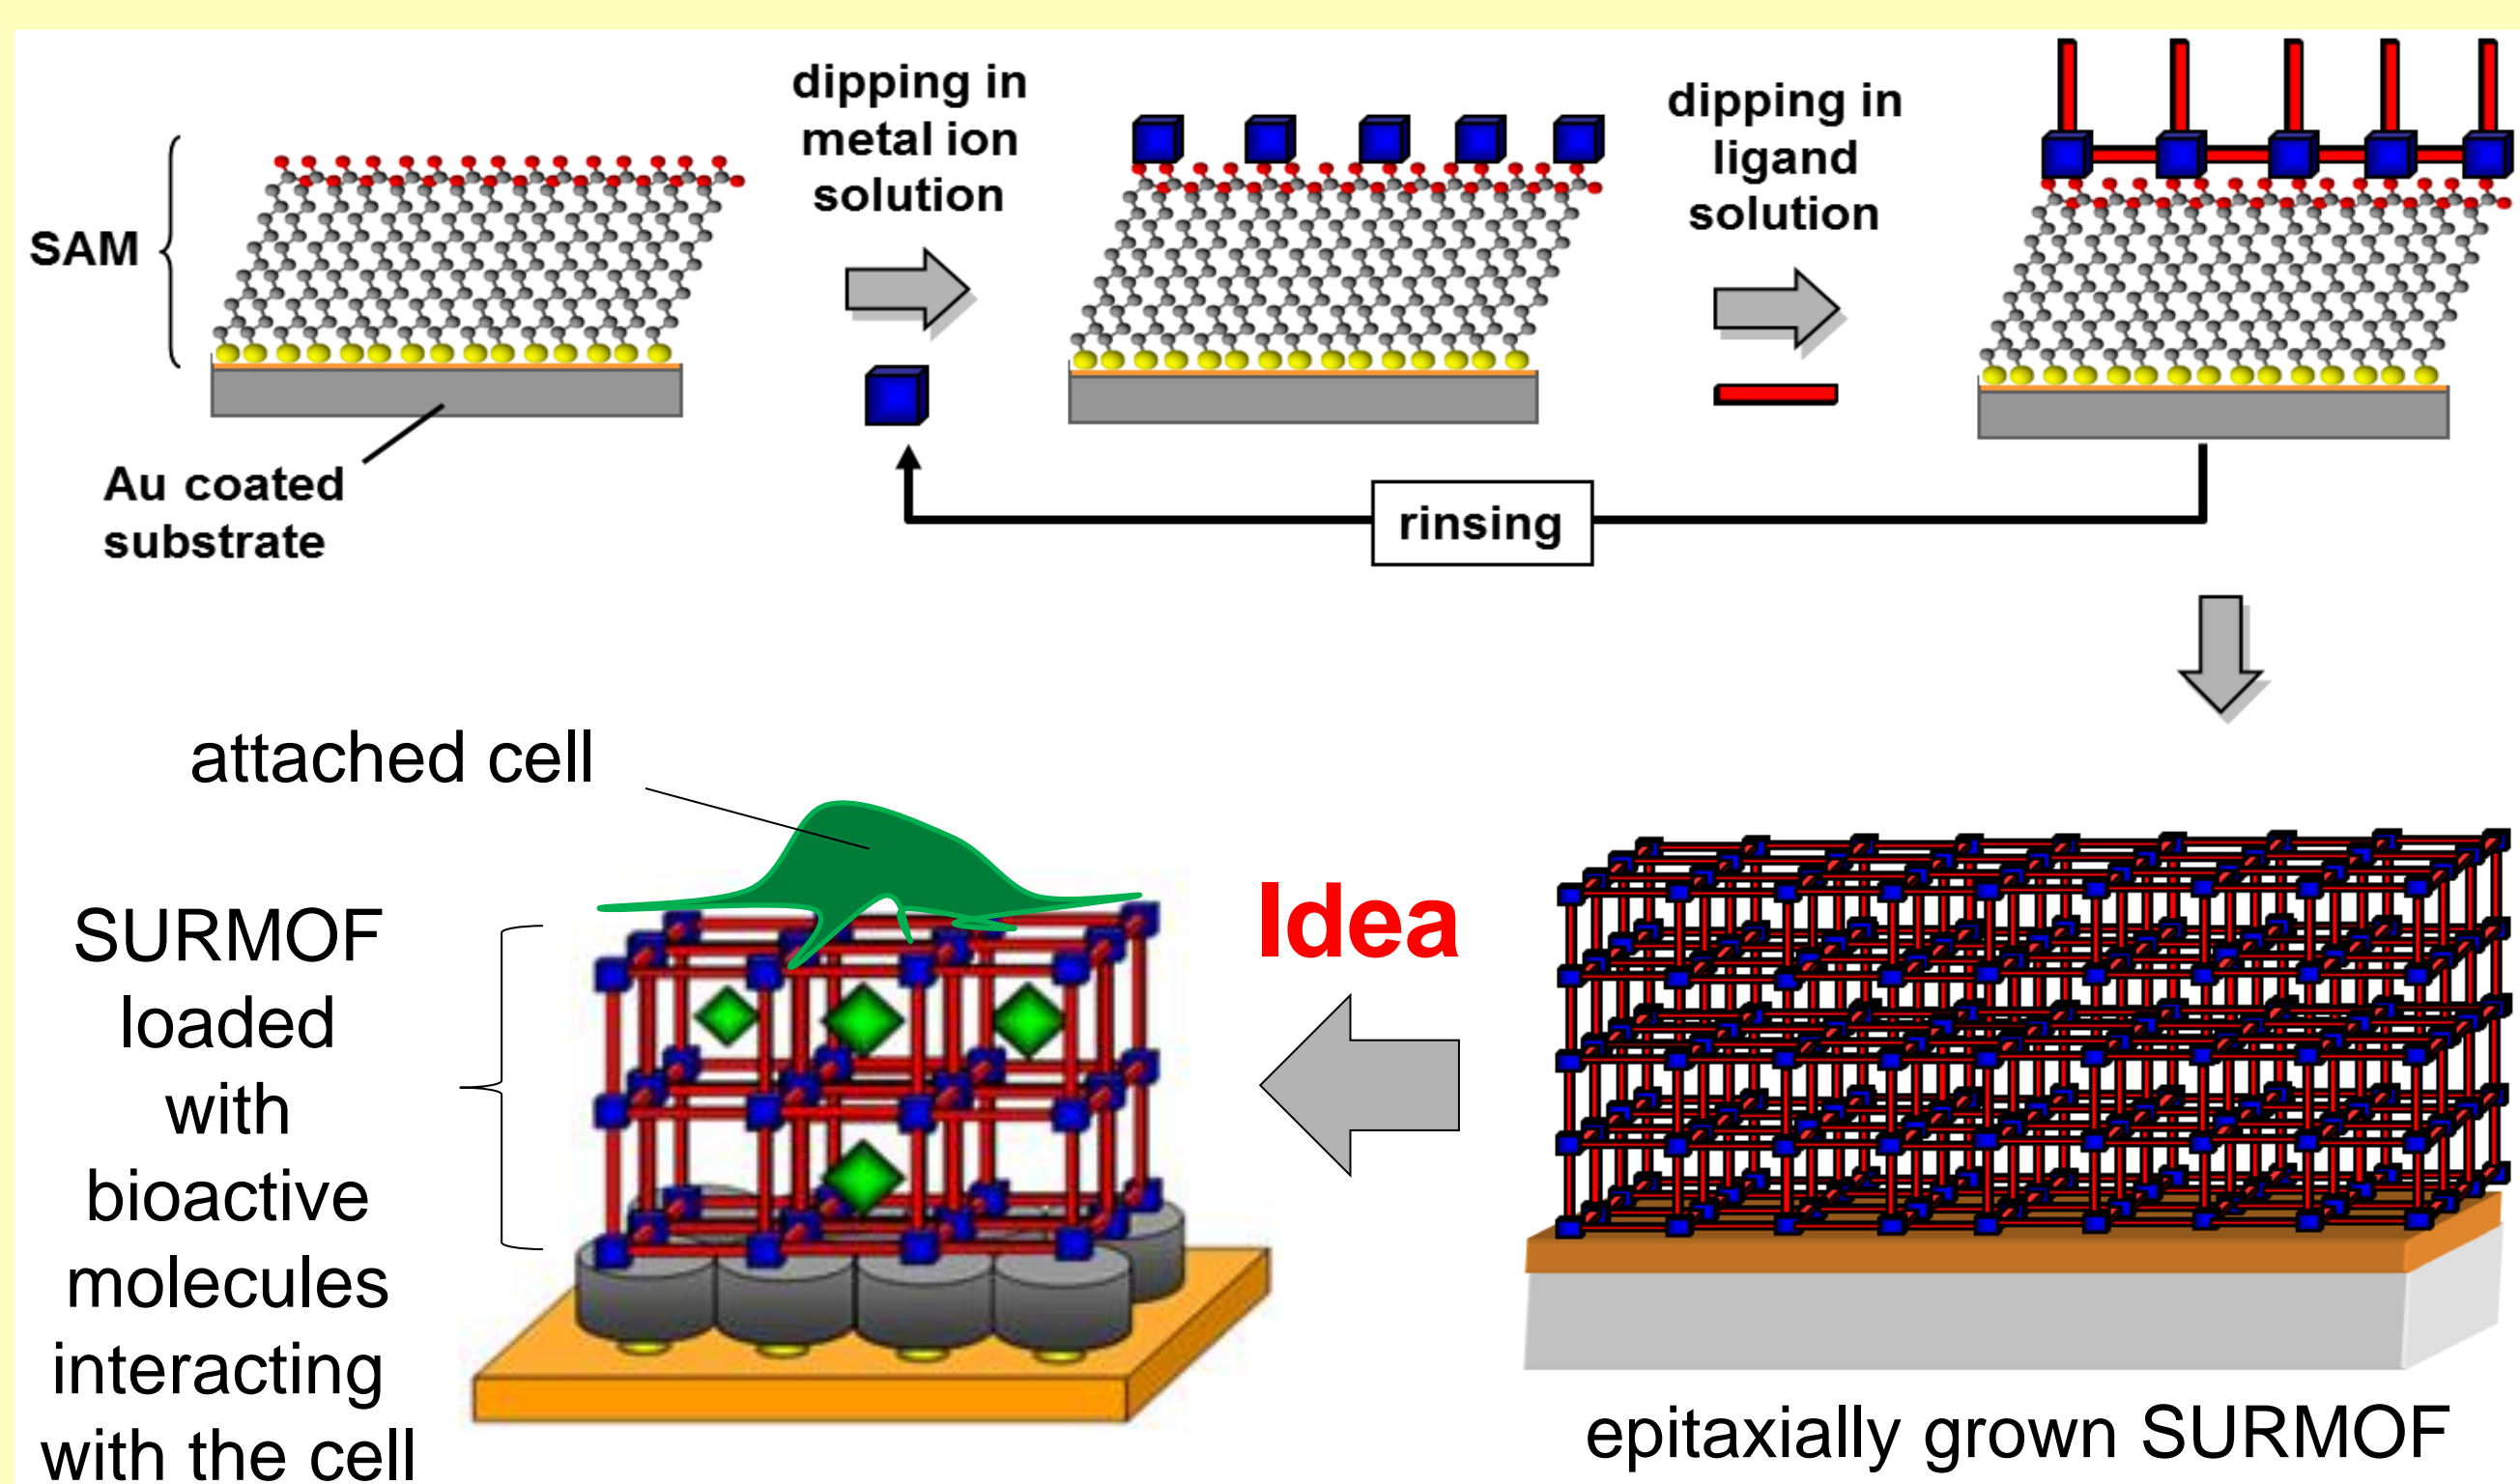 dipping in
metal ion
solution
dipping in
ligand
solution
SAM
Au coated
substrate
rinsing
attached cell
Idea
SURMOF
loaded
with
bioactive
molecules
interacting
with the cell
epitaxially grown SURMOF